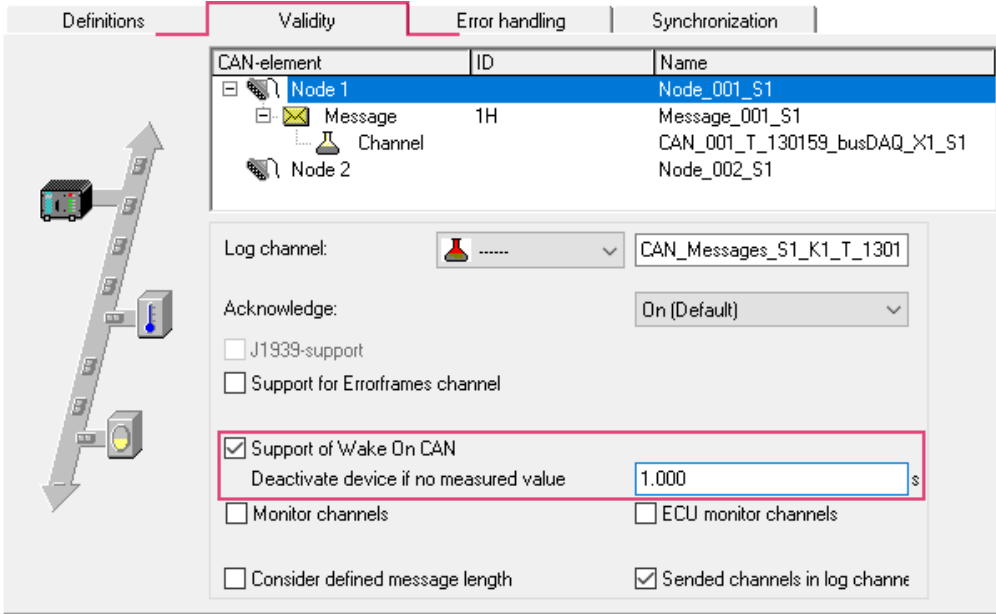 Definitions Validity Error handling Synchronization
CAN-element ID Name
Node 1 Node_001_S1
Message 1H Message_001_S1
Channel CAN_001_T_130159_busDAQ_X1_S1
Node 2 Node_002_S1
Log channel: ------ CAN_Messages_S1_K1_T_1301
Acknowledge: On (Default)
J1939-support
Support for Errorframes channel
Support of Wake On CAN
Deactivate device if no measured value 1.000 s
Monitor channels ECU monitor channels
Consider defined message length Sended channels in log channe